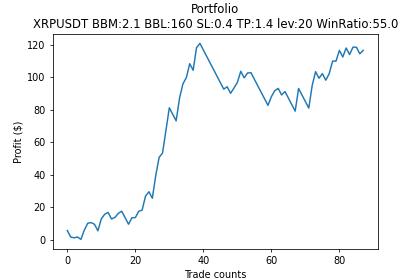 Portfolio
XRPUSDT BBM:2.1 BBL:160 SL:0.4 TP:1.4 lev:20 WinRatio:55.0
120
100
80
60
40
20
0
Profit ($)
0 20 40 60 80
Trade counts